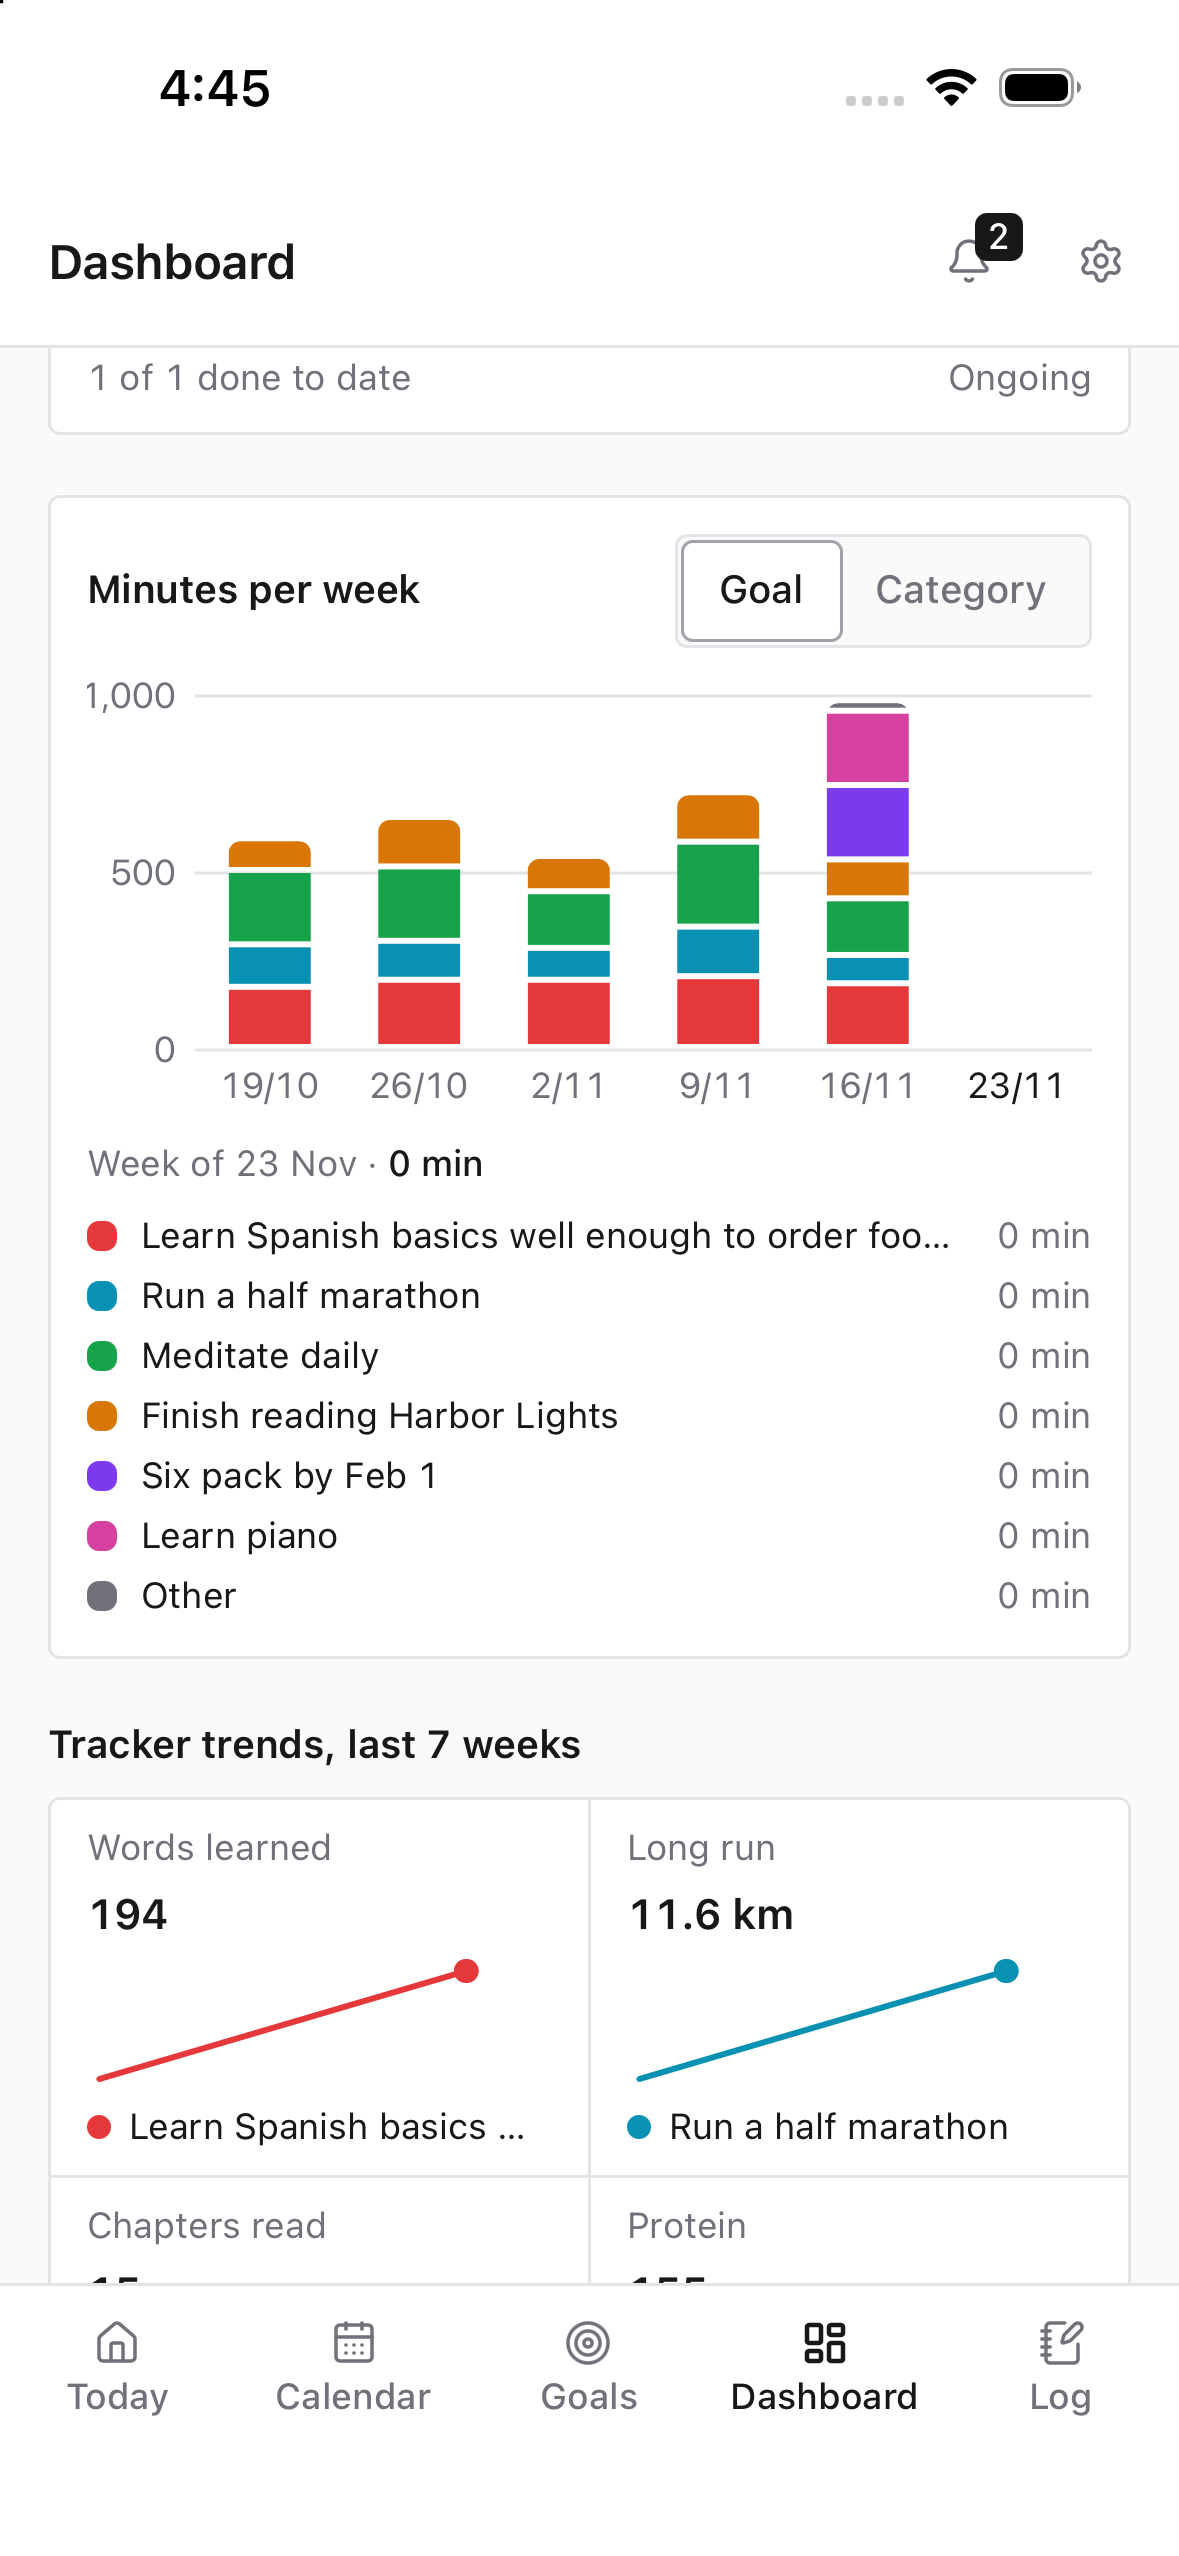 4:45
Dashboard
2
1 of 1 done to date
Ongoing
Minutes per week
Goal
Category
1,000
500
0
19/10
26/10
2/11
9/11
16/11
23/11
Week of 23 Nov · 0 min
Learn Spanish basics well enough to order foo... 0 min
Run a half marathon 0 min
Meditate daily 0 min
Finish reading Harbor Lights 0 min
Six pack by Feb 1 0 min
Learn piano 0 min
Other 0 min
Tracker trends, last 7 weeks
Words learned
194
Learn Spanish basics ...
Long run
11.6 km
Run a half marathon
Chapters read
Protein
Today
Calendar
Goals
Dashboard
Log